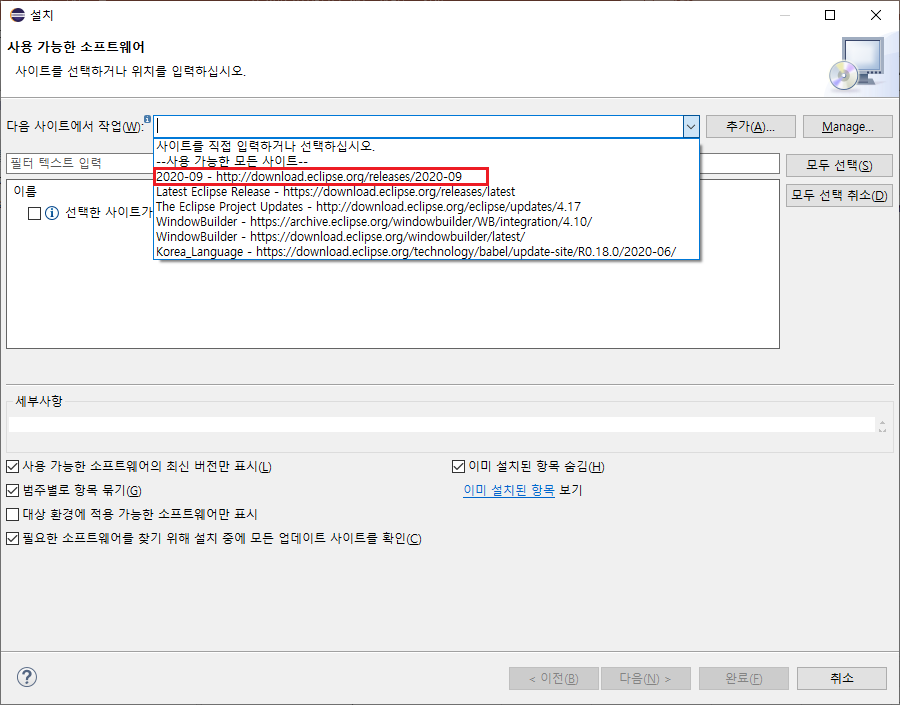 설치
사용 가능한 소프트웨어
사이트를 선택하거나 위치를 입력하십시오.
다음 사이트에서 작업(W):
추가(A)...
Manage...
사이트를 직접 입력하거나 선택하십시오.
--사용 가능한 모든 사이트--
2020-09 - http://download.eclipse.org/releases/2020-09
Latest Eclipse Release - https://download.eclipse.org/releases/latest
The Eclipse Project Updates - http://download.eclipse.org/eclipse/updates/4.17
WindowBuilder - https://archive.eclipse.org/windowbuilder/WB/integration/4.10/
WindowBuilder - https://download.eclipse.org/windowbuilder/latest/
Korea_Language - https://download.eclipse.org/technology/babel/update-site/R0.18.0/2020-06/
필터 텍스트 입력
모두 선택(S)
이름
모두 선택 취소(D)
선택한 사이트가
세부사항
사용 가능한 소프트웨어의 최신 버전만 표시(L)
이미 설치된 항목 숨김(H)
범주별로 항목 묶기(G)
이미 설치된 항목 보기
대상 환경에 적용 가능한 소프트웨어만 표시
필요한 소프트웨어를 찾기 위해 설치 중에 모든 업데이트 사이트를 확인(C)
?
< 이전(B)
다음(N) >
완료(F)
취소